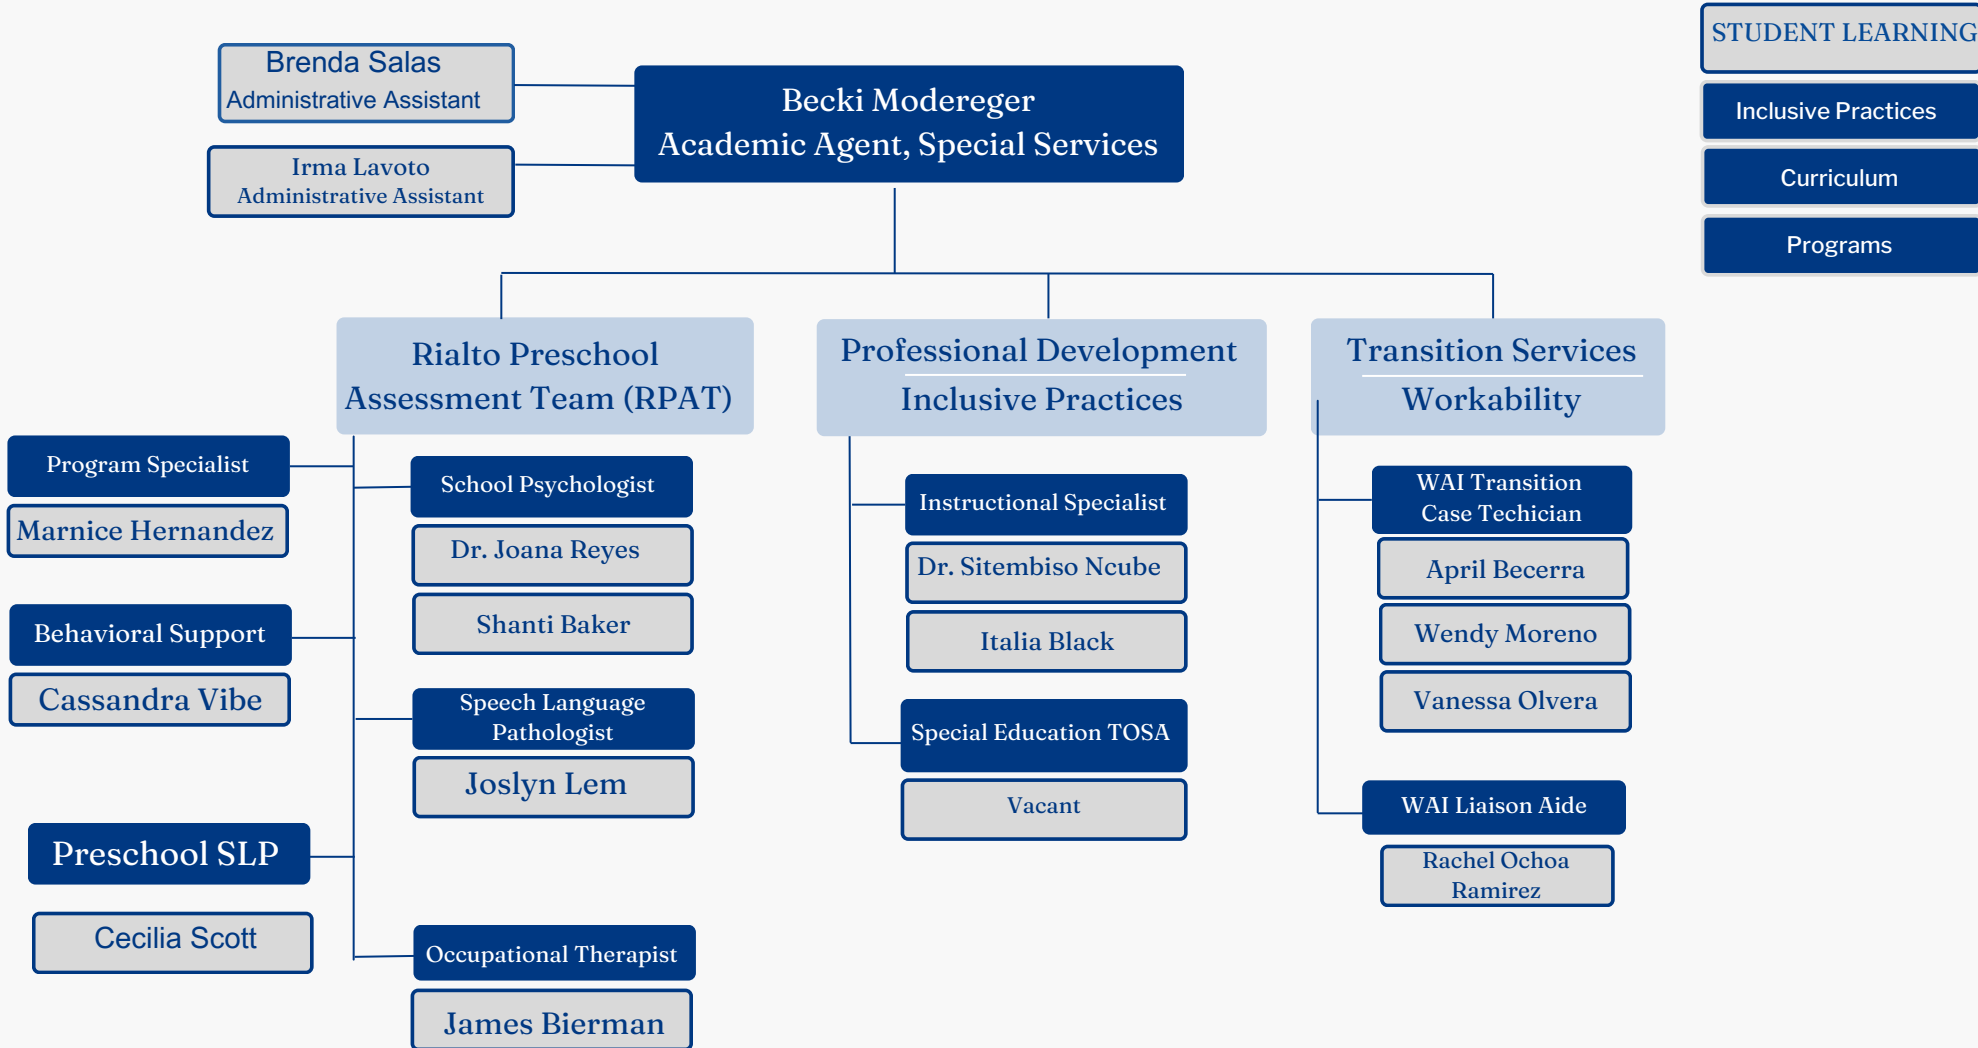 STUDENT LEARNING
Inclusive Practices
Curriculum
Programs
Brenda Salas
Administrative Assistant
Irma Lavoto
Administrative Assistant
Becki Modereger
Academic Agent, Special Services
Rialto Preschool
Assessment Team (RPAT)
Program Specialist
Marnice Hernandez
Behavioral Support
Cassandra Vibe
Preschool SLP
Cecilia Scott
School Psychologist
Dr. Joana Reyes
Shanti Baker
Speech Language
Pathologist
Joslyn Lem
Occupational Therapist
James Bierman
Professional Development
Inclusive Practices
Instructional Specialist
Dr. Sitembiso Ncube
Italia Black
Special Education TOSA
Vacant
Transition Services
Workability
WAI Transition
Case Techician
April Becerra
Wendy Moreno
Vanessa Olvera
WAI Liaison Aide
Rachel Ochoa
Ramirez